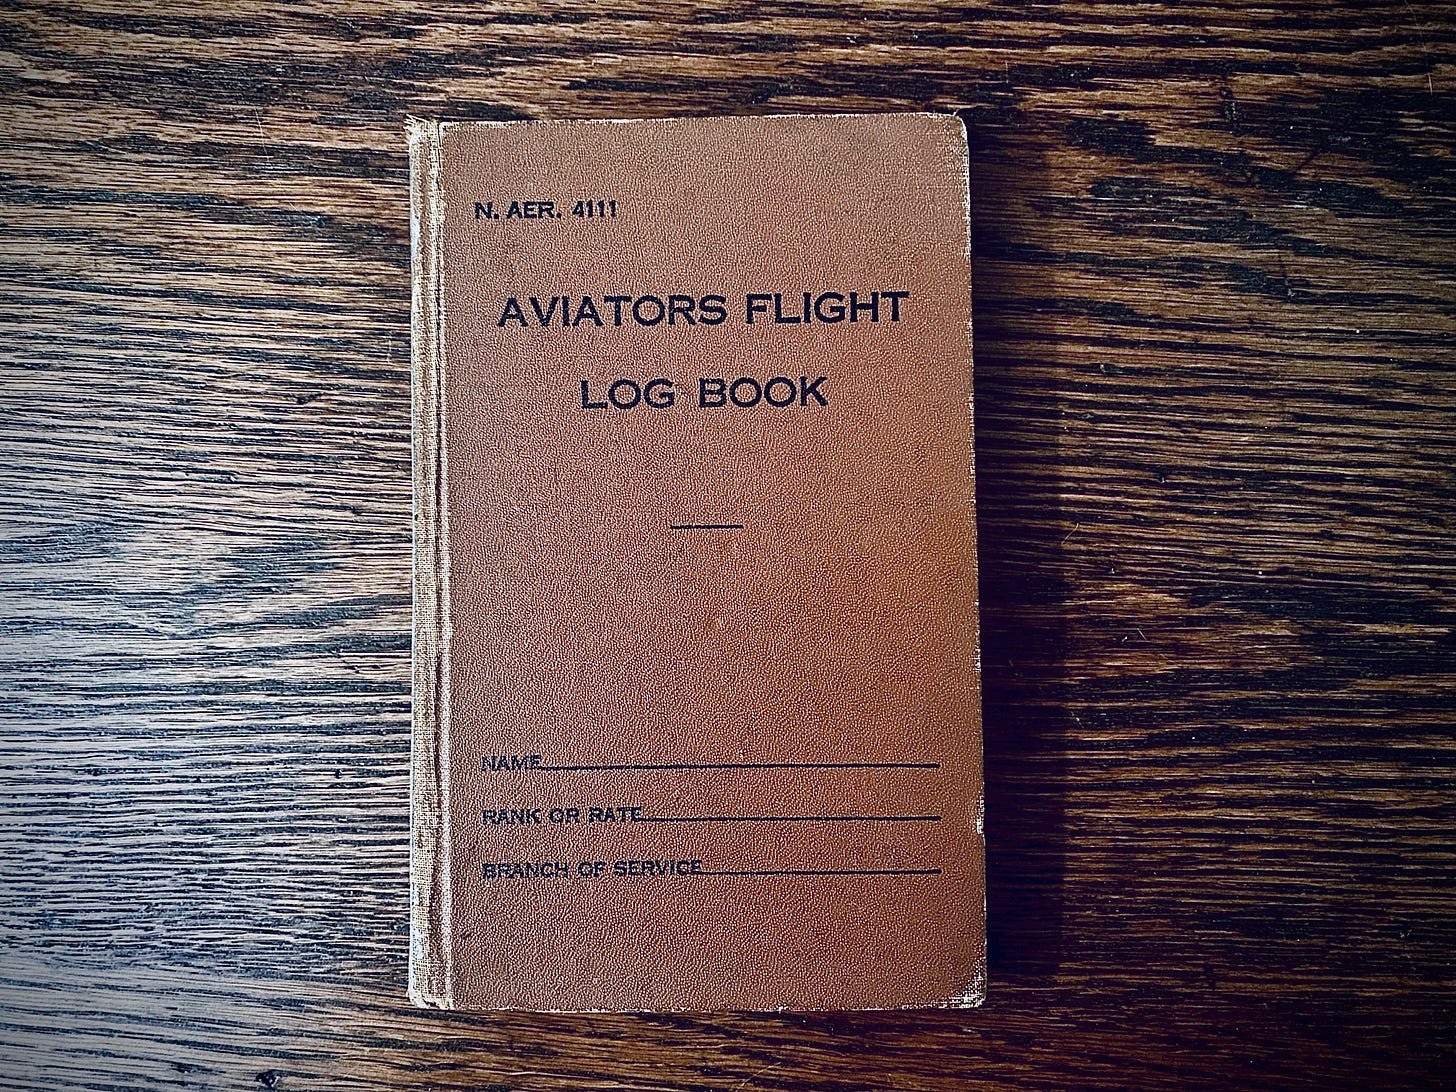 N. AER. 4111
AVIATORS FLIGHT
LOG BOOK
NAME
RANK OR RATE
BRANCH OF SERVICE